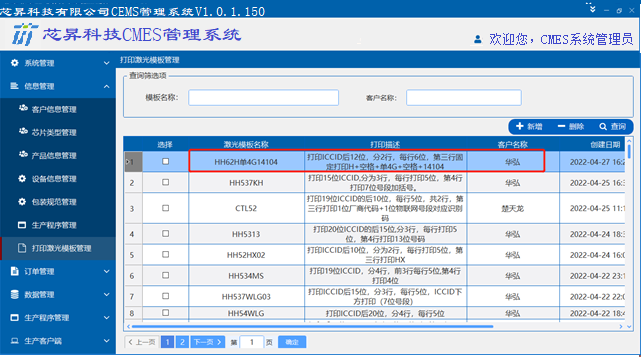 芯昇科技有限公司CEMS管理系统V1.0.1.150
芯昇科技CMES管理系统
欢迎您，CMES系统管理员
系统管理
信息管理
客户信息管理
芯片类型管理
产品信息管理
设备信息管理
包装规范管理
生产程序管理
打印激光模板管理
订单管理
数据管理
生产程序管理
生产客户端
打印激光模板管理
查询筛选项
模板名称：
客户名称：
新增 删除 查询
选择 激光模板名称 打印描述 客户名称 创建日期
1 HH62H单4G14104 打印ICCID后12位，分2行，每行6位，第三行固定打印H+空格+单4G+空格+14104 华弘 2022-04-27 16:2
2 HH537KH 打印15位ICCID,分为3行，每行打印5位，第4行打印7位号段加括号。 华弘 2022-04-25 16:3
3 CTL52 打印19位ICCID的后10位，每行5位，共2行，第三行打印1位厂商代码+1位物联网号段对应识别码 楚天龙 2022-04-25 11:1
4 HH5313 打印20位ICCID的后15位,分3行，每行打印5位，第4行打印13位号码 华弘 2022-04-24 18:3
5 HH52HX02 打印ICCID后10位，分为2行，每行打印5位，第三行打印HX 华弘 2022-04-24 16:0
6 HH534MS 打印19位ICCID，分4行，前3行每行5位,第4行打印4位 华弘 2022-04-22 23:1
7 HH537WLG03 打印ICCID后15位，分3行，每行5位，ICCID下方打印（7位号段） 华弘 2022-04-22 22:0
8 HH54WLG 打印ICCID后20位，分4行，每行5位 华弘 2022-04-22 18:4
上一页 1 2 下一页 第 1 页 确定